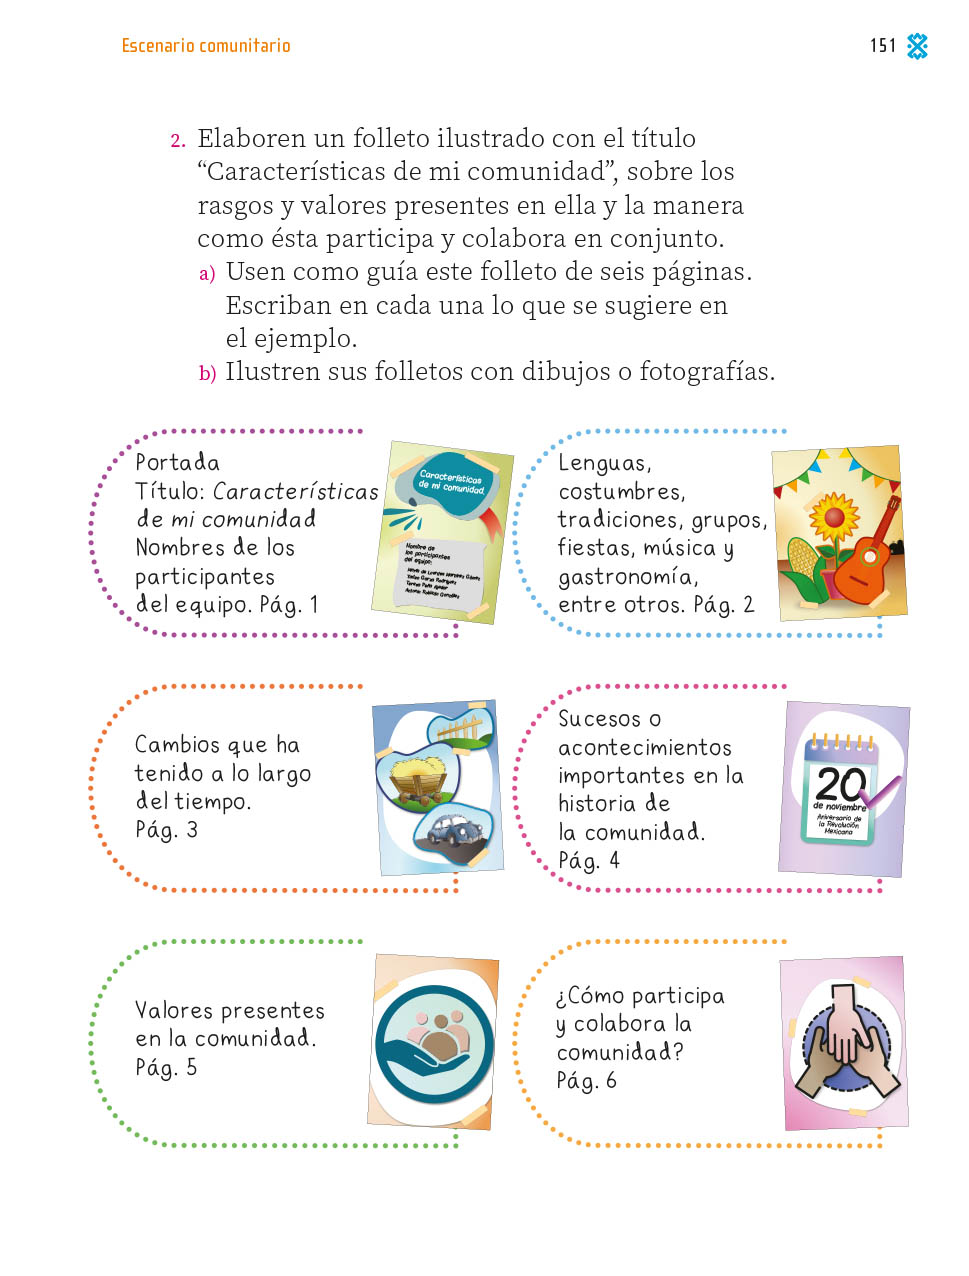 Escenario comunitario
151
2. Elaboren un folleto ilustrado con el título
“Características de mi comunidad”, sobre los
rasgos y valores presentes en ella y la manera
como ésta participa y colabora en conjunto.
a) Usen como guía este folleto de seis páginas.
Escriban en cada una lo que se sugiere en
el ejemplo.
b) Ilustren sus folletos con dibujos o fotografías.
Portada
Título: Características
de mi comunidad
Nombres de los
participantes
del equipo. Pág. 1
Características
de mi comunidad.
Nombre de
los participantes
del equipo:
Lenguas,
costumbres,
tradiciones, grupos,
fiestas, música y
gastronomía,
entre otros. Pág. 2
Cambios que ha
tenido a lo largo
del tiempo.
Pág. 3
Sucesos o
acontecimientos
importantes en la
historia de
la comunidad.
Pág. 4
20
de noviembre
Aniversario de
la Revolución
Mexicana
Valores presentes
en la comunidad.
Pág. 5
¿Cómo participa
y colabora la
comunidad?
Pág. 6